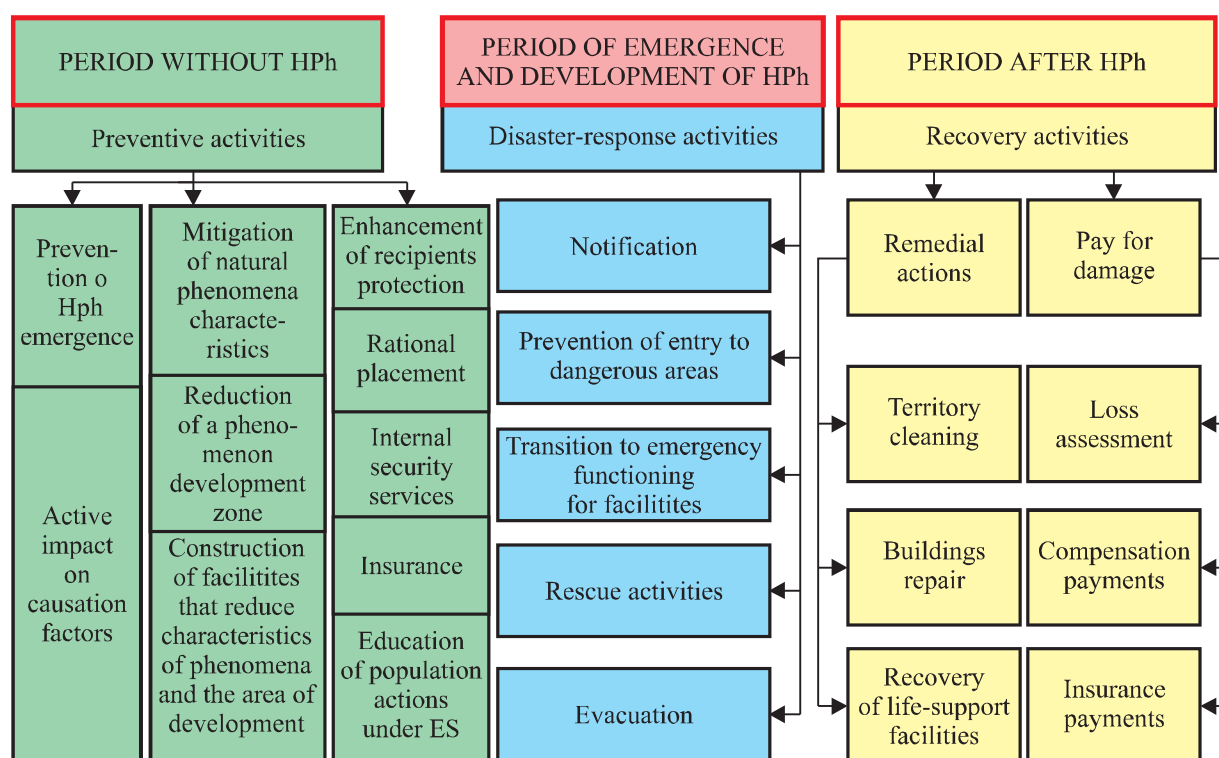 PERIOD WITHOUT HPh
Preventive activities
Preven-
tion o
Hph
emergence
Active
impact
on
causation
factors
Mitigation
of natural
phenomena
characte-
ristics
Reduction
of a pheno-
menon
development
zone
Construction
of facilitites
that reduce
characteristics
of phenomena
and the area of
development
Enhancement
of recipients
protection
Rational
placement
Internal
security
services
Insurance
Education
of population
actions
under ES
PERIOD OF EMERGENCE
AND DEVELOPMENT OF HPh
Disaster-response activities
Notification
Prevention of entry to
dangerous areas
Transition to emergency
functioning
for facilitites
Rescue activities
Evacuation
PERIOD AFTER HPh
Recovery activities
Remedial
actions
Territory
cleaning
Buildings
repair
Recovery
of life-support
facilities
Pay for
damage
Loss
assessment
Compensation
payments
Insurance
payments